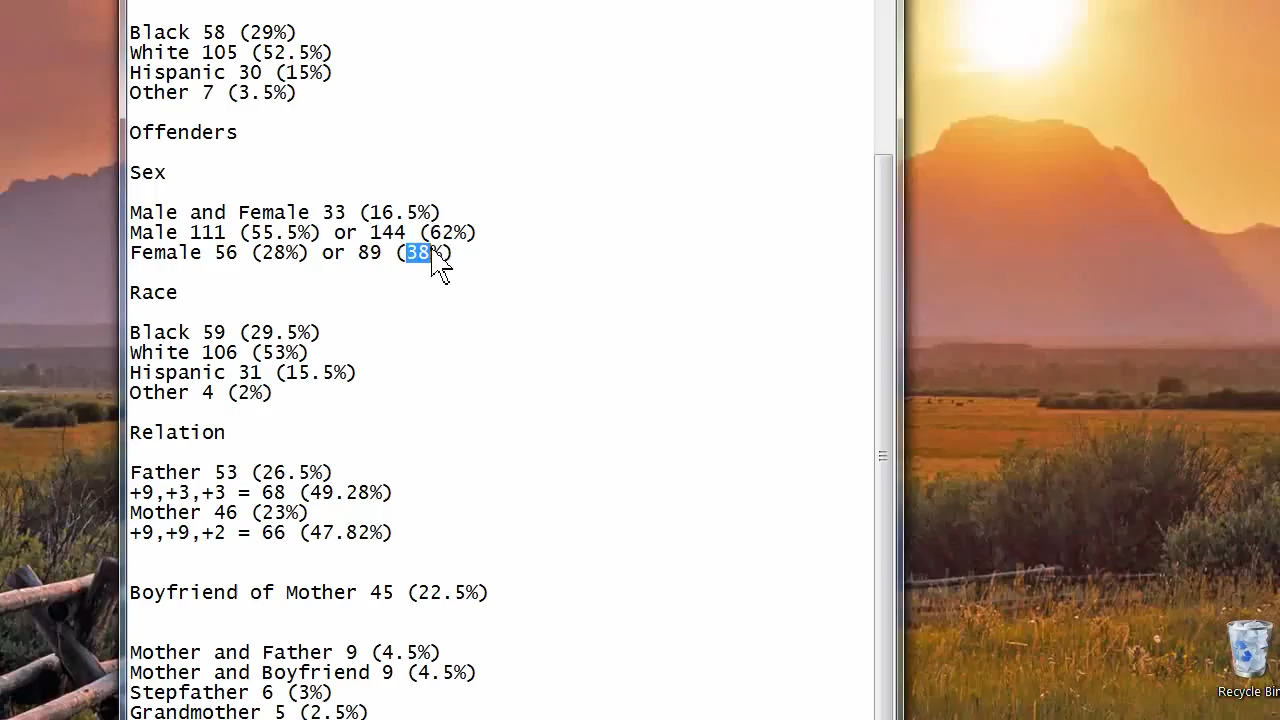 Black 58 (29%)
White 105 (52.5%)
Hispanic 30 (15%)
Other 7 (3.5%)
Offenders
Sex
Male and Female 33 (16.5%)
Male 111 (55.5%) or 144 (62%)
Female 56 (28%) or 89 (38%)
Race
Black 59 (29.5%)
White 106 (53%)
Hispanic 31 (15.5%)
Other 4 (2%)
Relation
Father 53 (26.5%)
+9,+3,+3 = 68 (49.28%)
Mother 46 (23%)
+9,+9,+2 = 66 (47.82%)
Boyfriend of Mother 45 (22.5%)
Mother and Father 9 (4.5%)
Mother and Boyfriend 9 (4.5%)
Stepfather 6 (3%)
Grandmother 5 (2.5%)
Recycle Bin